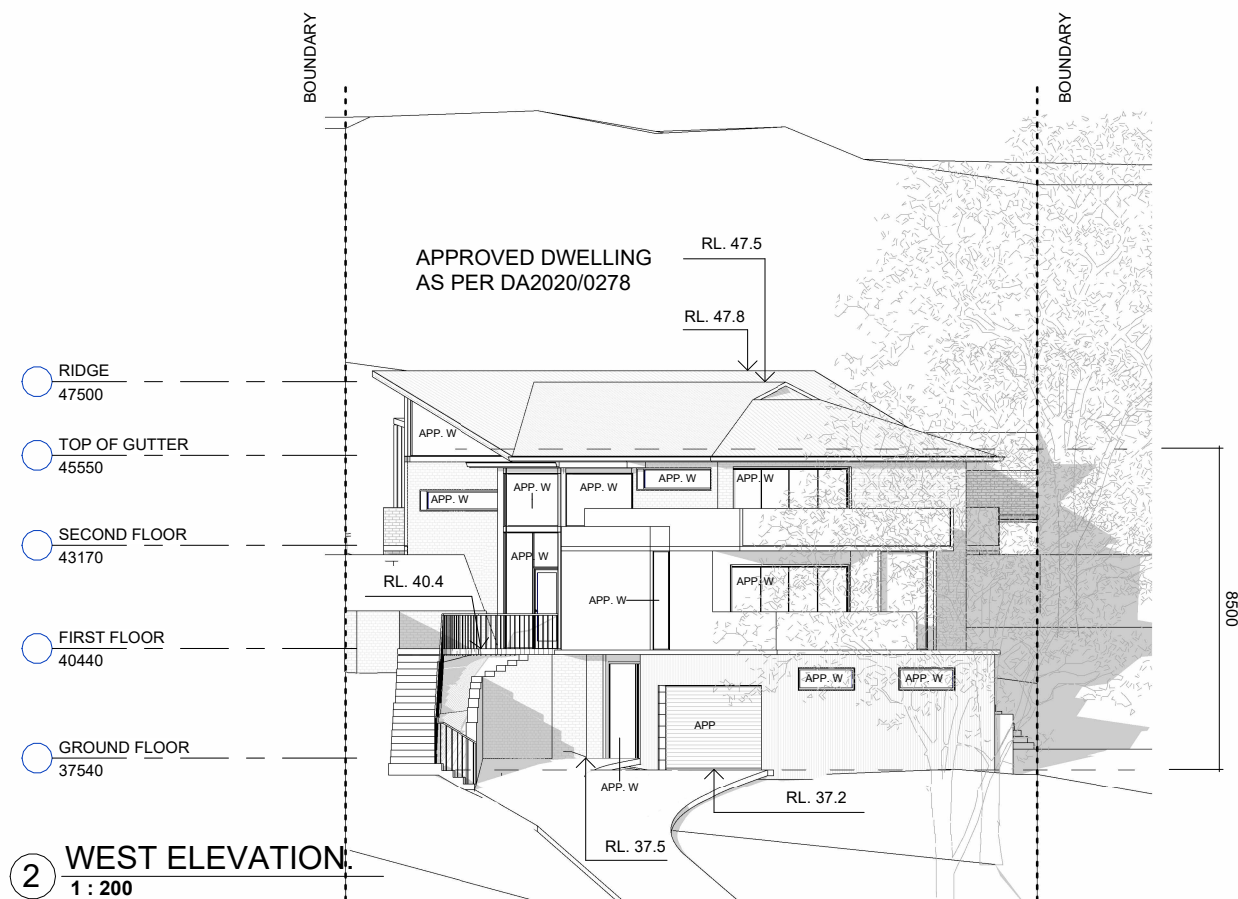 BOUNDARY
BOUNDARY
APPROVED DWELLING
AS PER DA2020/0278
RL. 47.5
RL. 47.8
RIDGE
47500
TOP OF GUTTER
45550
SECOND FLOOR
43170
FIRST FLOOR
40440
GROUND FLOOR
37540
APP. W
APP. W
APP. W
APP. W
APP. W
APP. W
APP. W
APP. W
APP. W
RL. 40.4
APP. W
APP. W
APP
APP. W
RL. 37.2
RL. 37.5
8500
2
WEST ELEVATION.
1 : 200